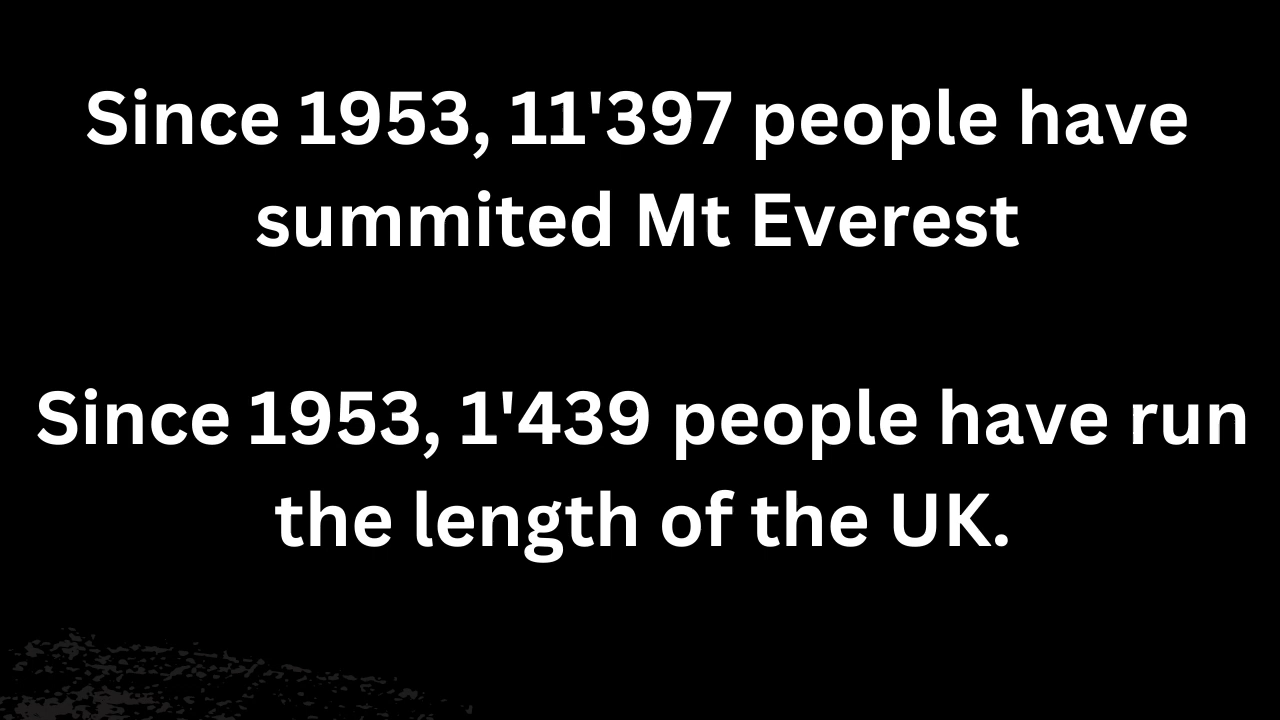 Since 1953, 11'397 people have
summited Mt Everest
Since 1953, 1'439 people have run
the length of the UK.